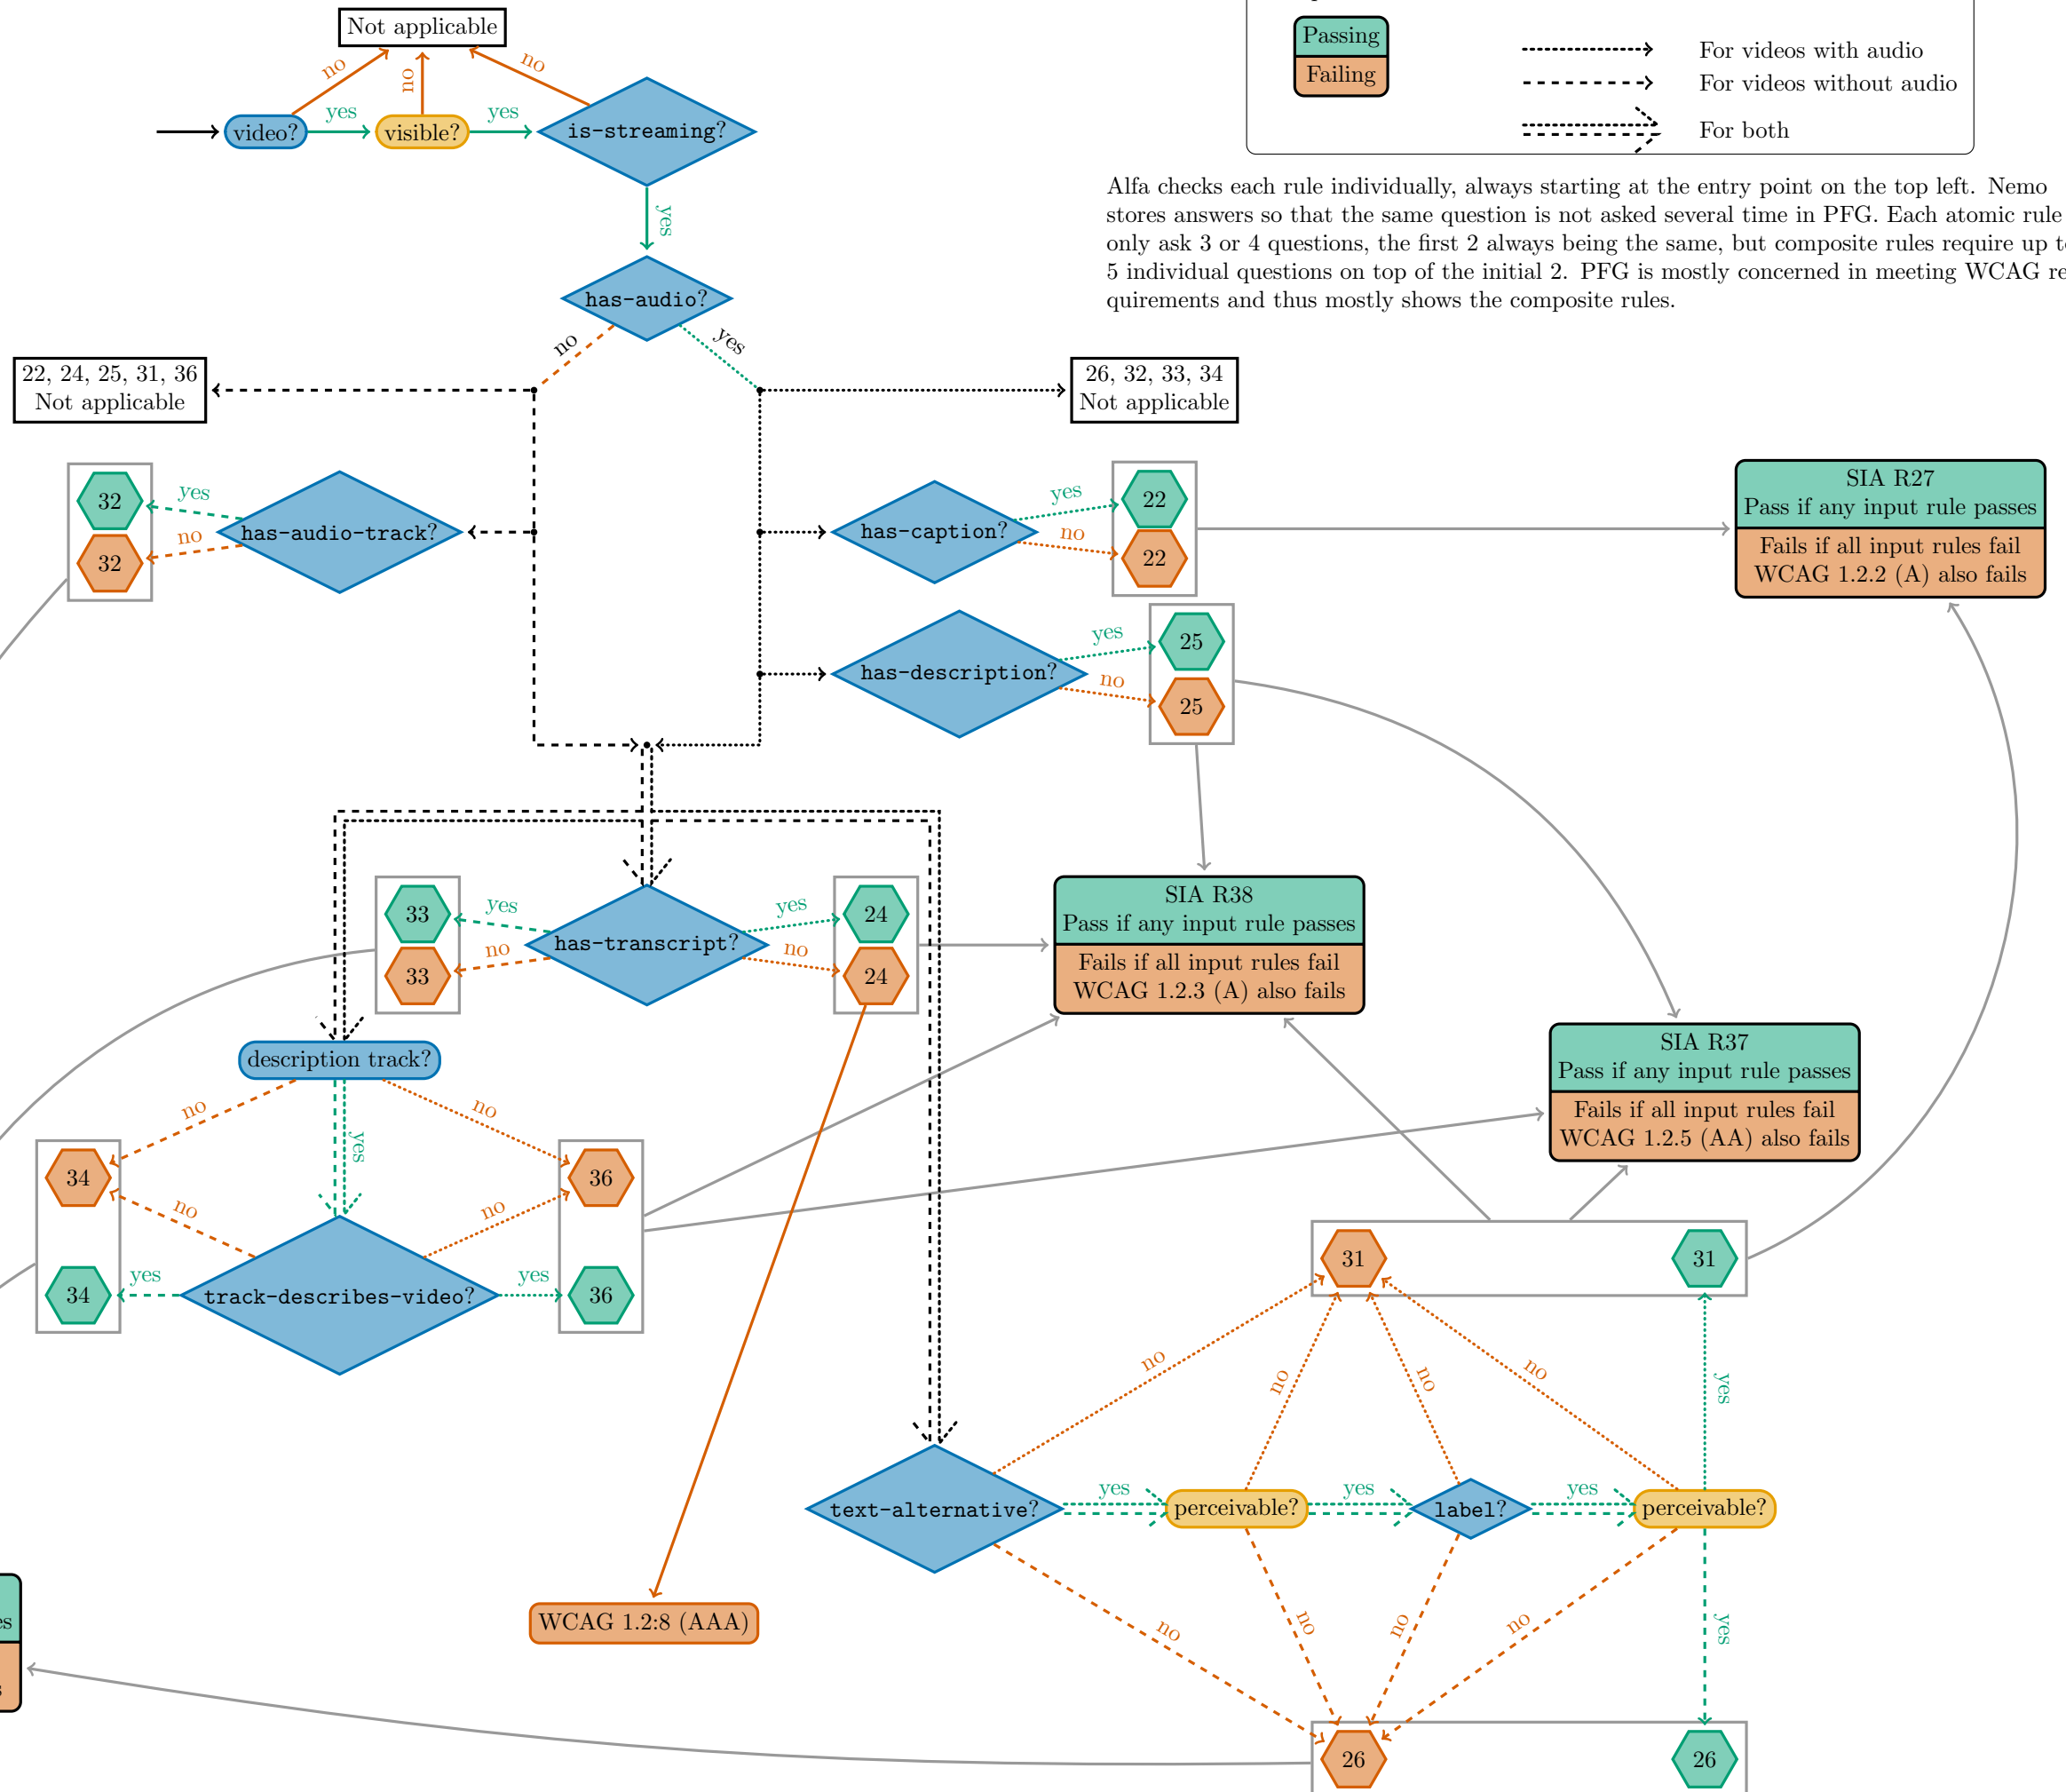 Not applicable
Passing
Failing
For videos with audio
For videos without audio
For both
no
no
no
video?
yes
visible?
yes
is-streaming?
yes
Alfa checks each rule individually, always starting at the entry point on the top left. Nemo
stores answers so that the same question is not asked several time in PFG. Each atomic rule
only ask 3 or 4 questions, the first 2 always being the same, but composite rules require up
5 individual questions on top of the initial 2. PFG is mostly concerned in meeting WCAG re
quirements and thus mostly shows the composite rules.
has-audio?
no
yes
22, 24, 25, 31, 36
Not applicable
26, 32, 33, 34
Not applicable
32
yes
no
32
has-audio-track?
has-caption?
yes
no
22
22
SIA R27
Pass if any input rule passes
Fails if all input rules fail
WCAG 1.2.2 (A) also fails
has-description?
yes
no
25
25
33
yes
no
33
has-transcript?
yes
no
24
24
SIA R38
Pass if any input rule passes
Fails if all input rules fail
WCAG 1.2.3 (A) also fails
SIA R37
Pass if any input rule passes
Fails if all input rules fail
WCAG 1.2.5 (AA) also fails
description track?
no
yes
no
34
no
no
36
34
yes
track-describes-video?
yes
36
31
31
no
no
no
no
yes
text-alternative?
yes
perceivable?
yes
label?
yes
perceivable?
WCAG 1.2:8 (AAA)
no
no
no
no
yes
26
26